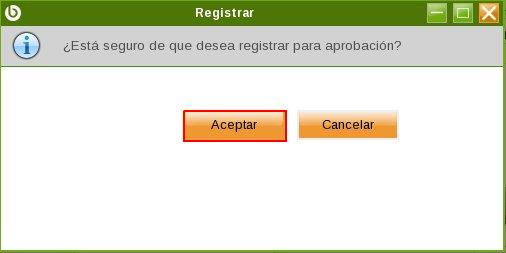 Registrar
¿Está seguro de que desea registrar para aprobación?
Aceptar
Cancelar